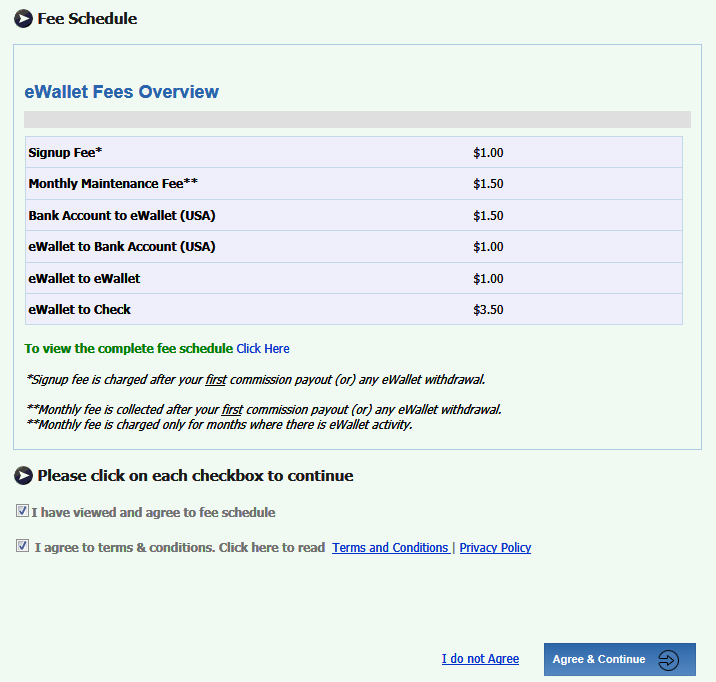 Fee Schedule
eWallet Fees Overview
Signup Fee* $1.00
Monthly Maintenance Fee** $1.50
Bank Account to eWallet (USA) $1.50
eWallet to Bank Account (USA) $1.00
eWallet to eWallet $1.00
eWallet to Check $3.50
To view the complete fee schedule Click Here
*Signup fee is charged after your first commission payout (or) any eWallet withdrawal.
**Monthly fee is collected after your first commission payout (or) any eWallet withdrawal.
**Monthly fee is charged only for months where there is eWallet activity.
Please click on each checkbox to continue
I have viewed and agree to fee schedule
I agree to terms & conditions. Click here to read Terms and Conditions | Privacy Policy
I do not Agree Agree & Continue